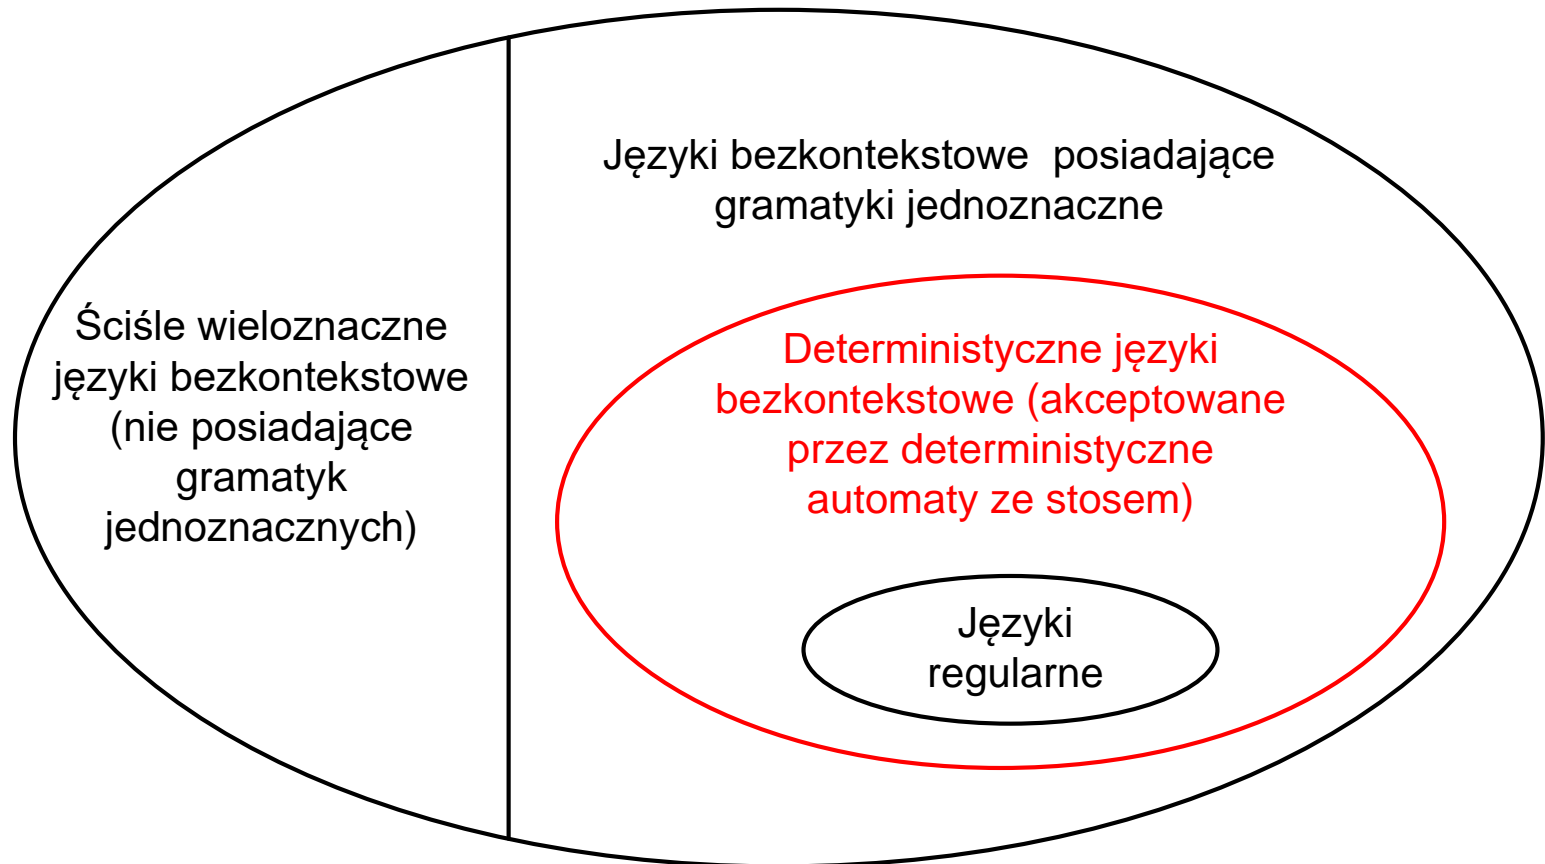 Języki bezkontekstowe  posiadające
gramatyki jednoznaczne
Ściśle wieloznaczne
języki bezkontekstowe
(nie posiadające
gramatyk
jednoznacznych)
Deterministyczne języki
bezkontekstowe (akceptowane
przez deterministyczne
automaty ze stosem)
Języki
regularne